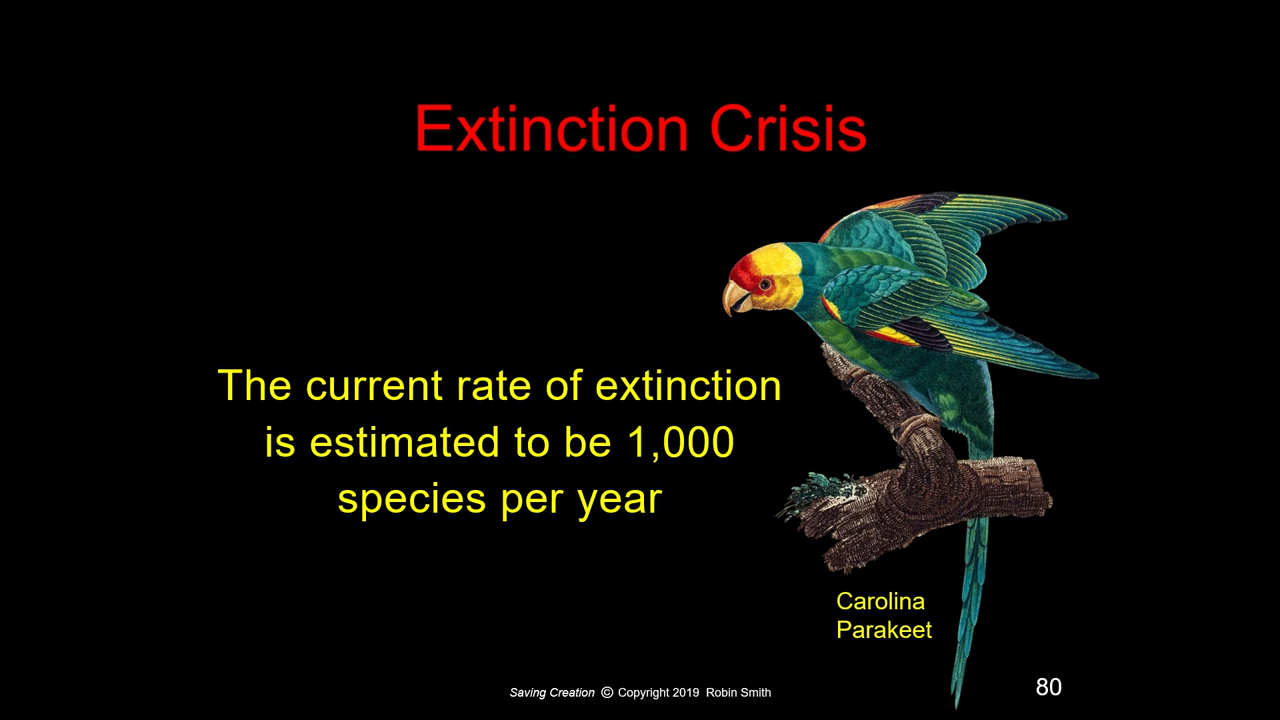 Extinction Crisis
The current rate of extinction
is estimated to be 1,000
species per year
Carolina
Parakeet
Saving Creation © Copyright 2019 Robin Smith
80